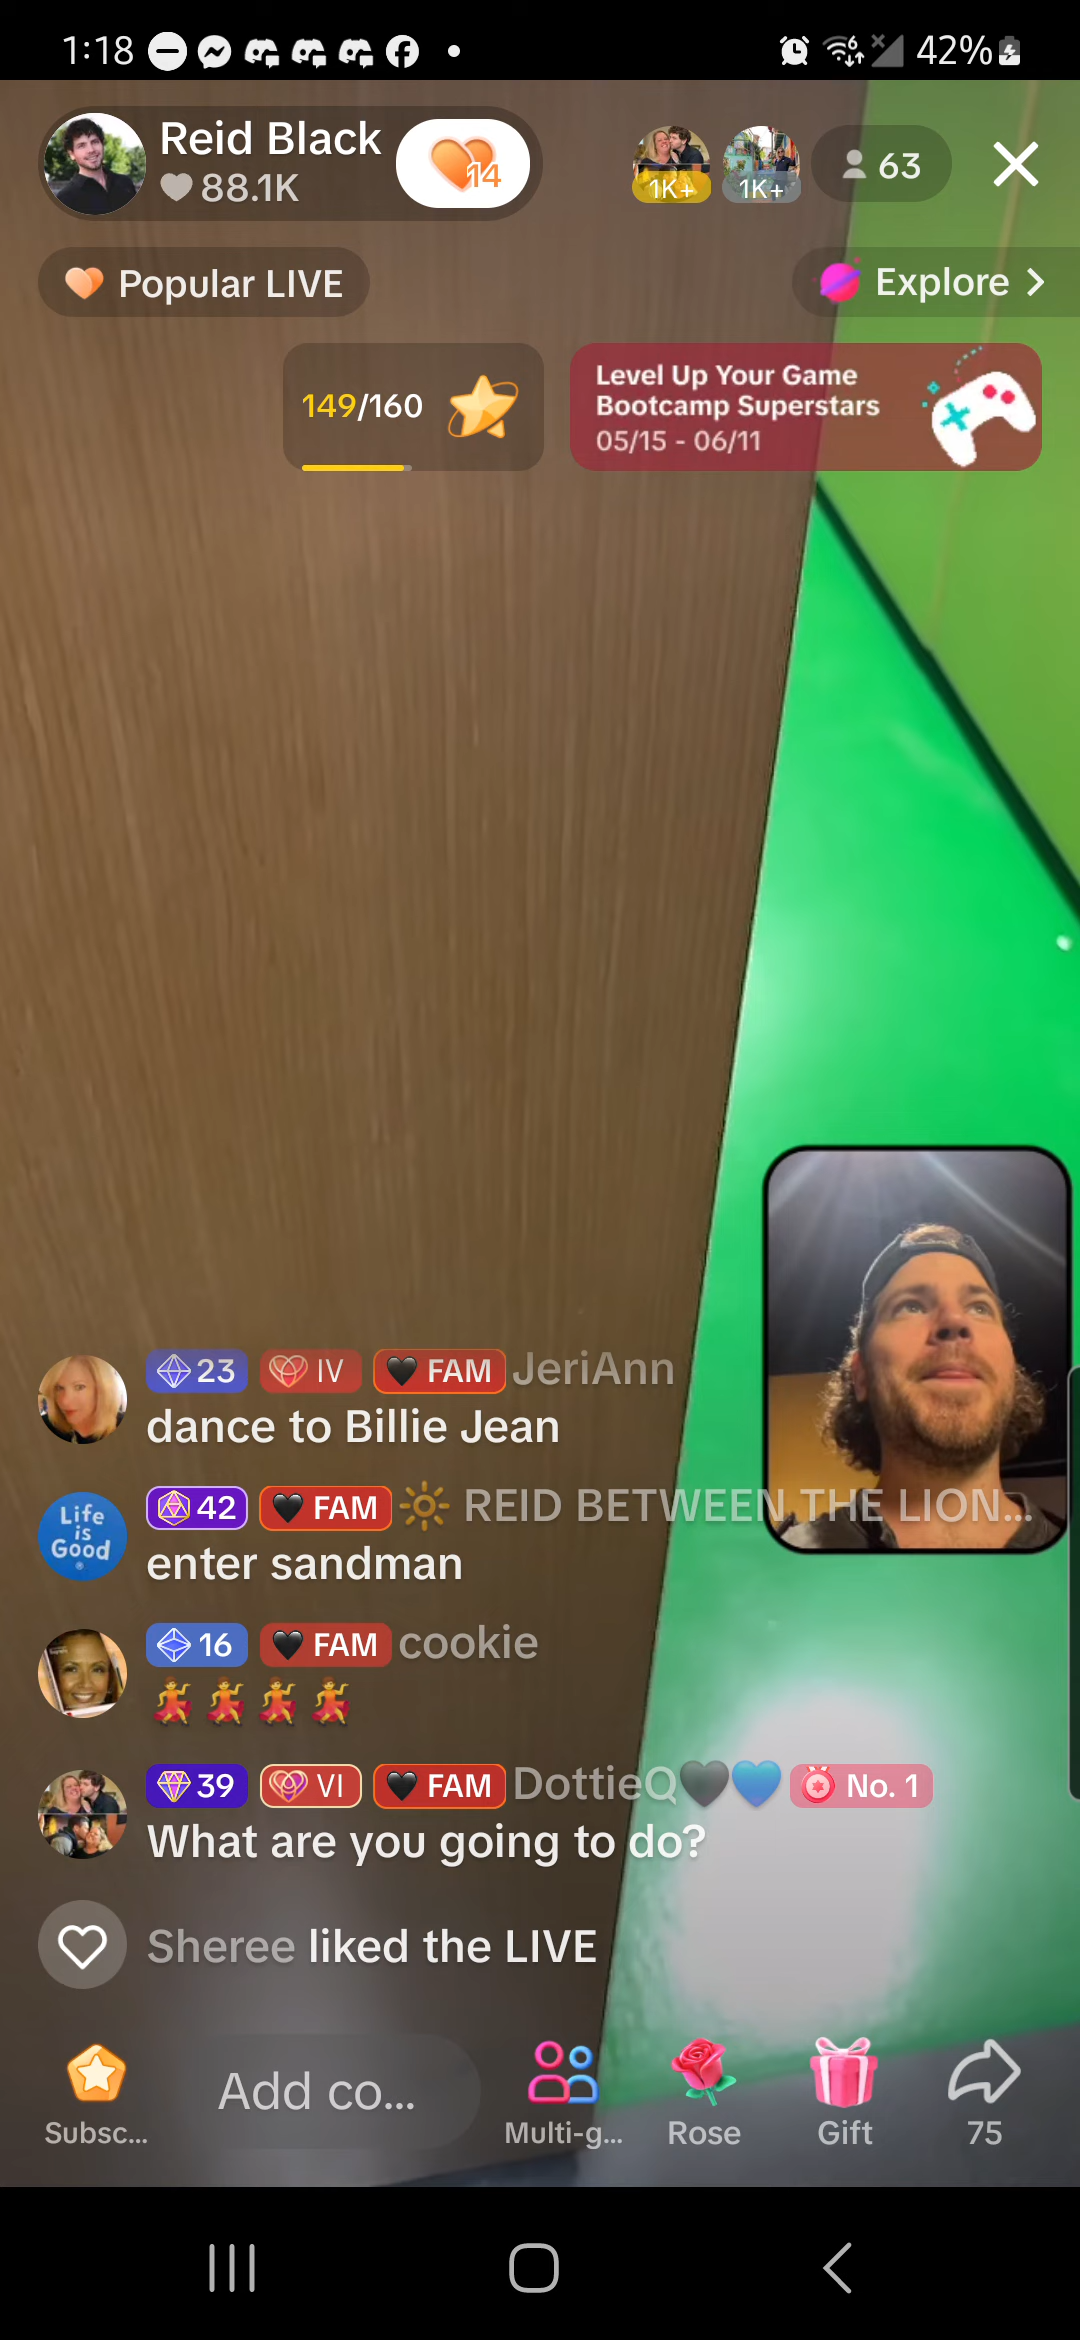 1:18
42%
Reid Black
88.1K
14
1K+
1K+
63
Popular LIVE
Explore >
149/160
Level Up Your Game
Bootcamp Superstars
05/15 - 06/11
23 IV 🖤 FAM JeriAnn
dance to Billie Jean
Life
is
Good
42 🖤 FAM 🔆 REID BETWEEN THE LION...
enter sandman
16 🖤 FAM cookie
💃💃💃💃
39 VI 🖤 FAM DottieQ🖤💙 No. 1
What are you going to do?
Sheree liked the LIVE
Subsc...
Add co...
Multi-g...
Rose
Gift
75